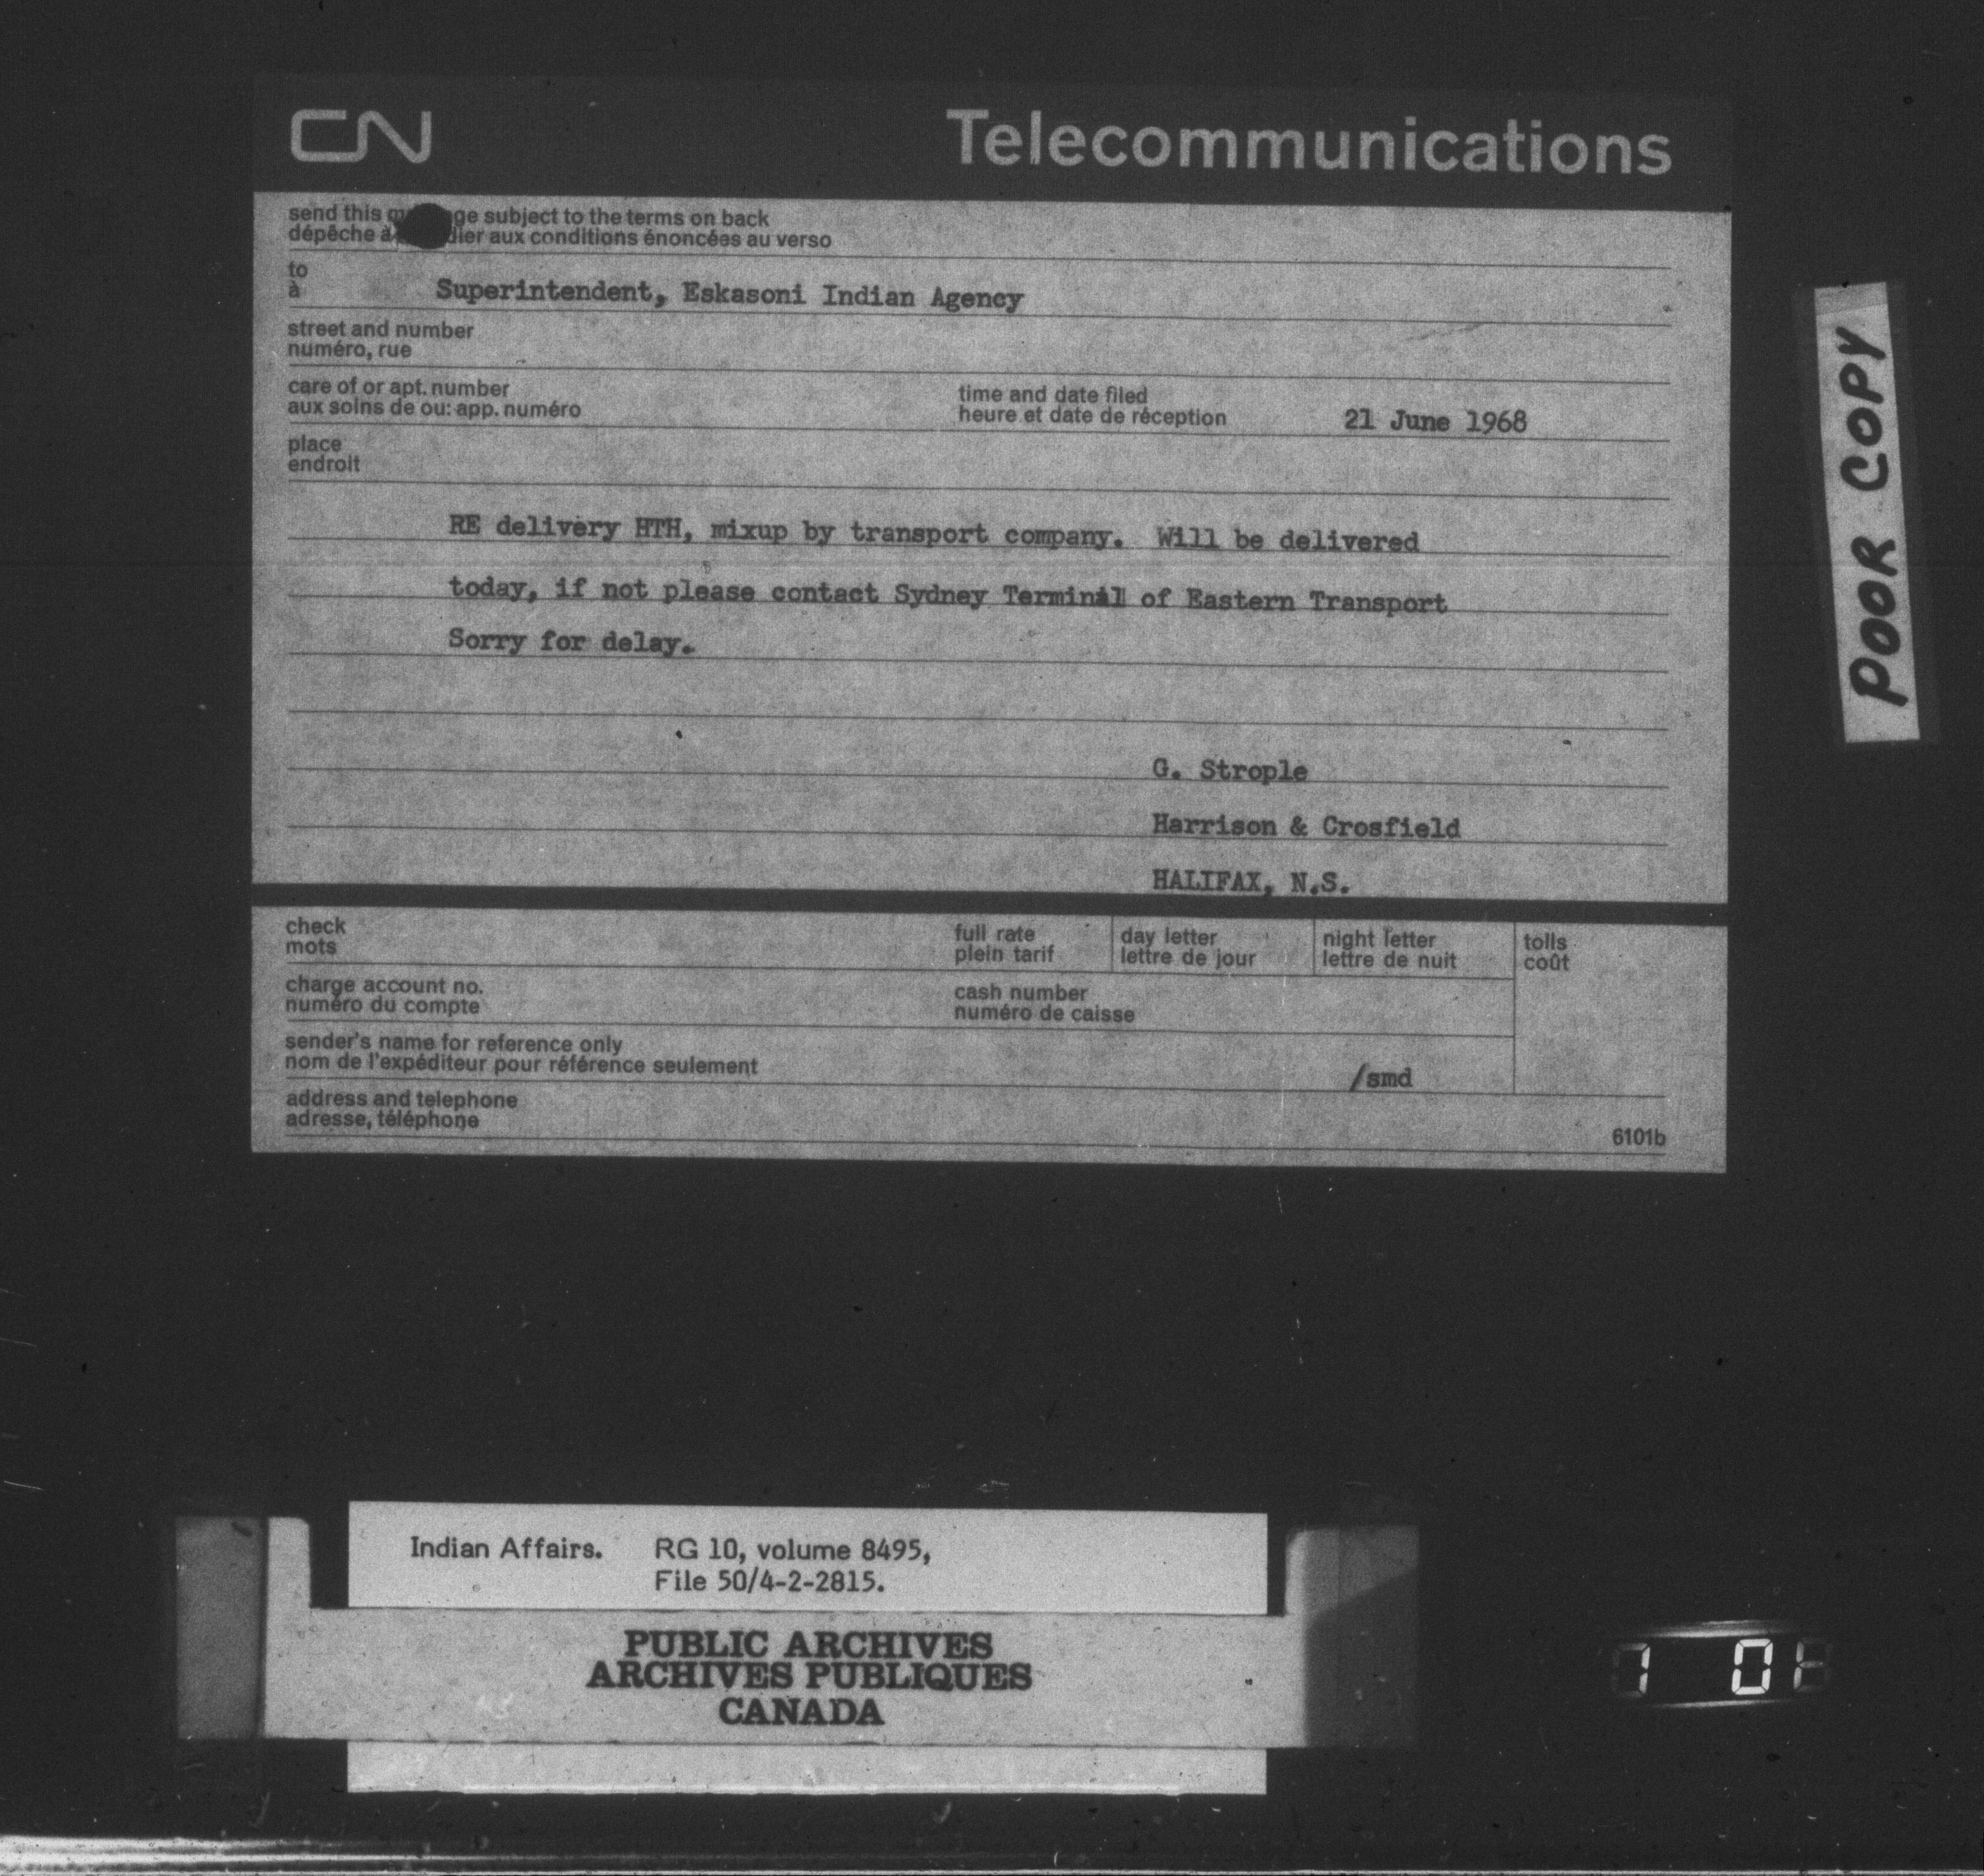 CN Telecommunications
send this ge subject to the terms on back
dépêche à dier aux conditions énoncées au verso
to
à
Superintendent, Eskasoni Indian Agency
street and number
numéro, rue
care of or apt. number
aux soins de ou: app. numéro
time and date filed
heure et date de réception
21 June 1968
place
endroit
RE delivery HTH, mixup by transport company. Will be delivered
today, if not please contact Sydney Terminal of Eastern Transport
Sorry for delay.
G. Strople
Harrison & Crosfield
HALIFAX, N.S.
check
mots
full rate
plein tarif
day letter
lettre de jour
night letter
lettre de nuit
tolls
coût
charge account no.
numéro du compte
cash number
numéro de caisse
sender's name for reference only
nom de l'expéditeur pour référence seulement
/smd
address and telephone
adresse, téléphone
6101b
POOR COPY
Indian Affairs. RG 10, volume 8495,
File 50/4-2-2815.
PUBLIC ARCHIVES
ARCHIVES PUBLIQUES
CANADA